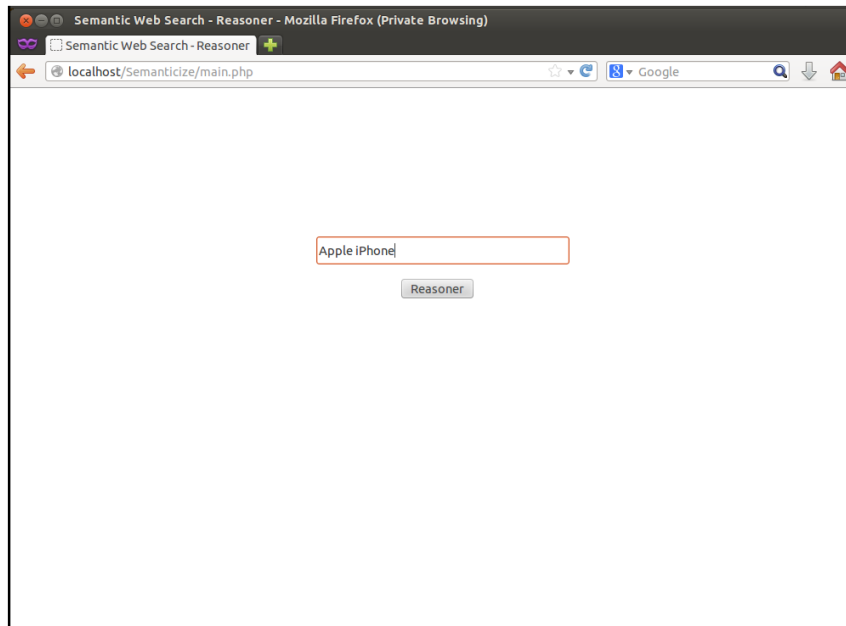 Semantic Web Search - Reasoner - Mozilla Firefox (Private Browsing)
Semantic Web Search - Reasoner
localhost/Semanticize/main.php
8 Google
Apple iPhone
Reasoner